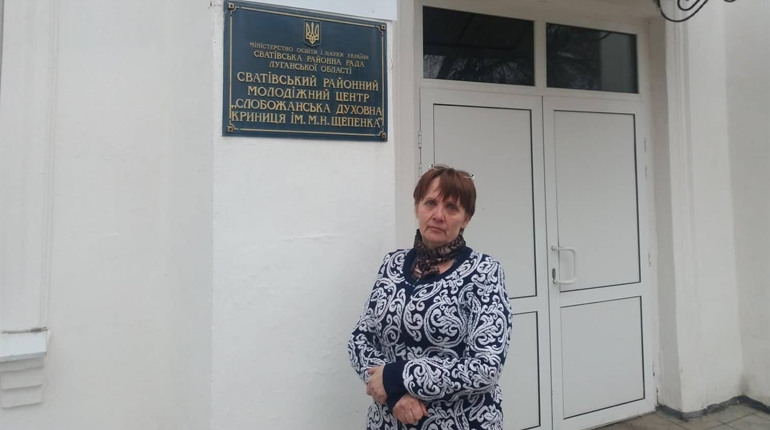 МІНІСТЕРСТВО ОСВІТИ І НАУКИ УКРАЇНИ
СВАТІВСЬКА РАЙОННА РАДА
ЛУГАНСЬКОЇ ОБЛАСТІ
СВАТІВСЬКИЙ РАЙОННИЙ
МОЛОДІЖНИЙ ЦЕНТР
„СЛОБОЖАНСЬКА ДУХОВНА
КРИНИЦЯ ІМ. М.Н. ЩЕПЕНКА”